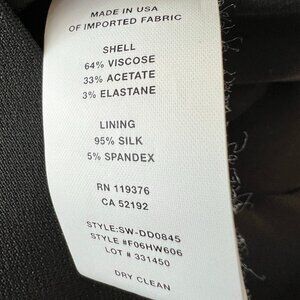 MADE IN USA
OF IMPORTED FABRIC
SHELL
64% VISCOSE
33% ACETATE
3% ELASTANE
LINING
95% SILK
5% SPANDEX
RN 119376
CA 52192
STYLE:SW-DD0845
STYLE #F06HW606
LOT # 331450
DRY CLEAN